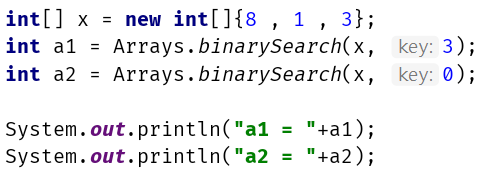 int[] x = new int[]{8 , 1 , 3};
int a1 = Arrays.binarySearch(x, key: 3);
int a2 = Arrays.binarySearch(x, key: 0);
System.out.println("a1 = "+a1);
System.out.println("a2 = "+a2);